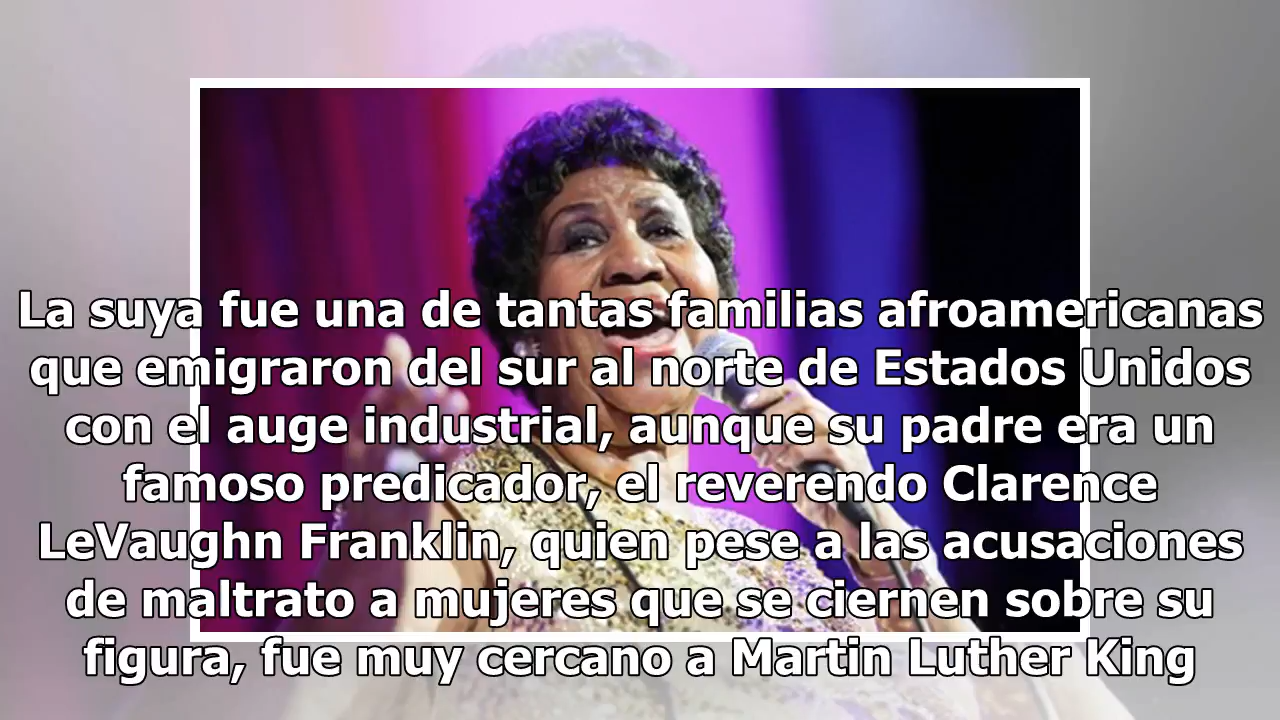 La suya fue una de tantas familias afroamericanas
que emigraron del sur al norte de Estados Unidos
con el auge industrial, aunque su padre era un
famoso predicador, el reverendo Clarence
LeVaughn Franklin, quien pese a las acusaciones
de maltrato a mujeres que se ciernen sobre su
figura, fue muy cercano a Martin Luther King